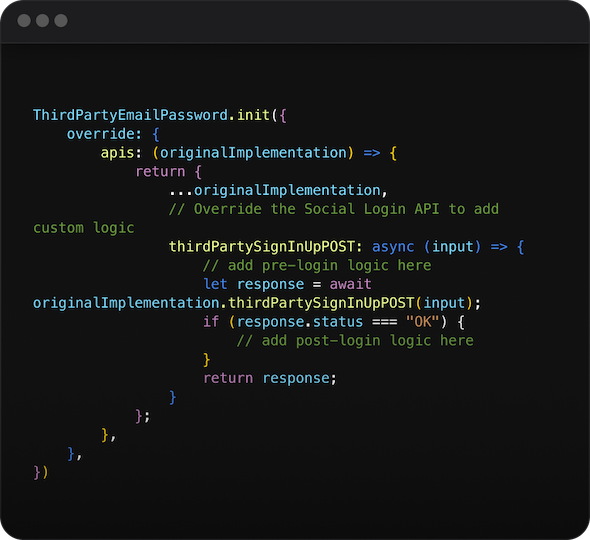 ThirdPartyEmailPassword.init({
    override: {
        apis: (originalImplementation) => {
            return {
                ...originalImplementation,
                // Override the Social Login API to add
custom logic
                thirdPartySignInUpPOST: async (input) => {
                    // add pre-login logic here
                    let response = await
originalImplementation.thirdPartySignInUpPOST(input);
                    if (response.status === "OK") {
                        // add post-login logic here
                    }
                    return response;
                }
            };
        },
    },
})